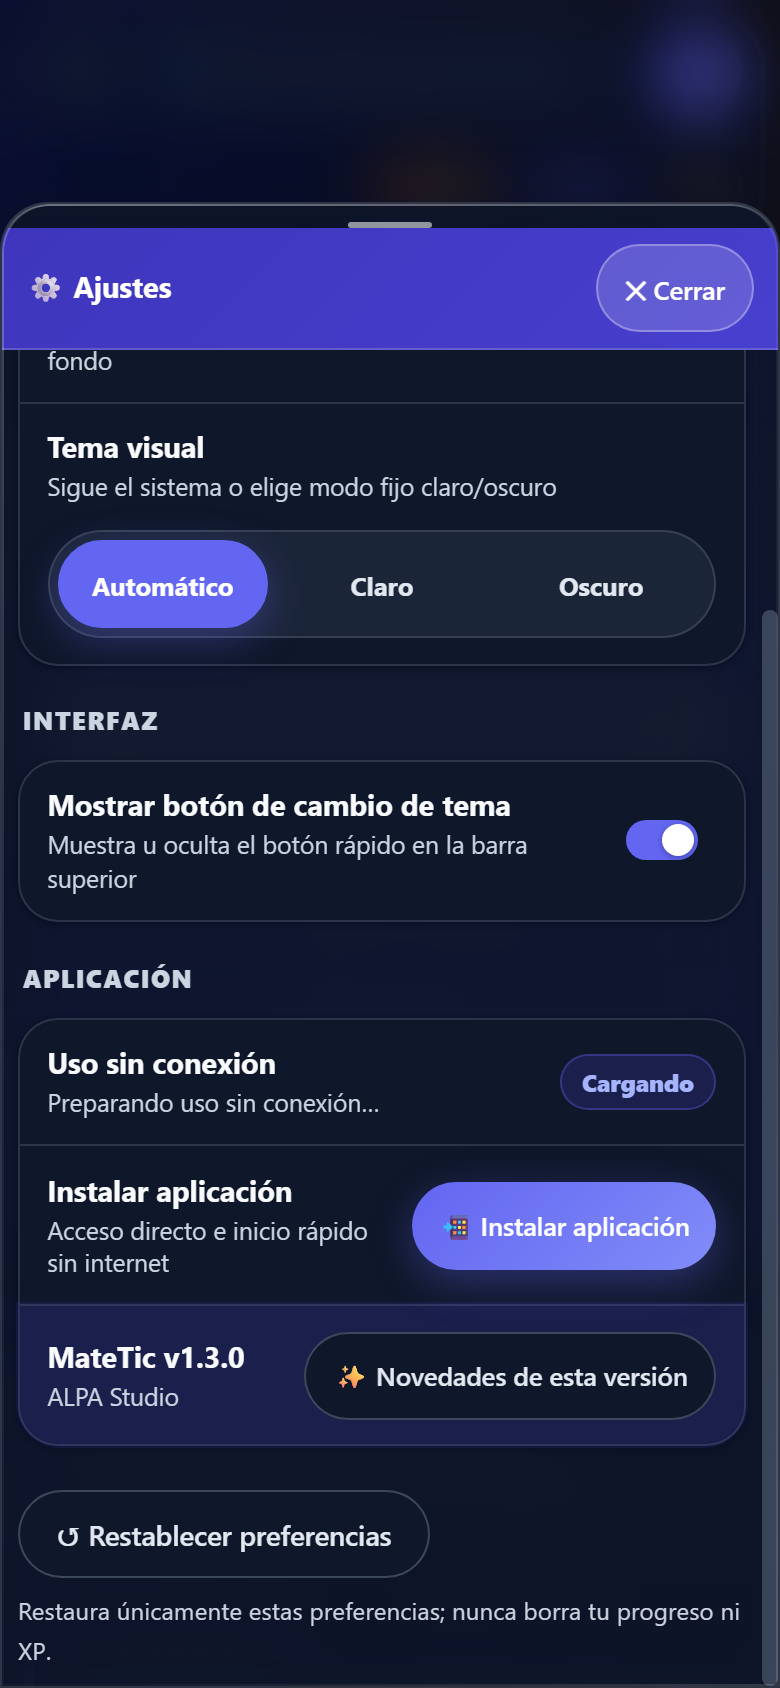 Ajustes
Cerrar
fondo
Tema visual
Sigue el sistema o elige modo fijo claro/oscuro
Automático
Claro
Oscuro
INTERFAZ
Mostrar botón de cambio de tema
Muestra u oculta el botón rápido en la barra
superior
APLICACIÓN
Uso sin conexión
Preparando uso sin conexión...
Cargando
Instalar aplicación
Acceso directo e inicio rápido
sin internet
Instalar aplicación
MateTic v1.3.0
ALPA Studio
Novedades de esta versión
Restablecer preferencias
Restaura únicamente estas preferencias; nunca borra tu progreso ni
XP.